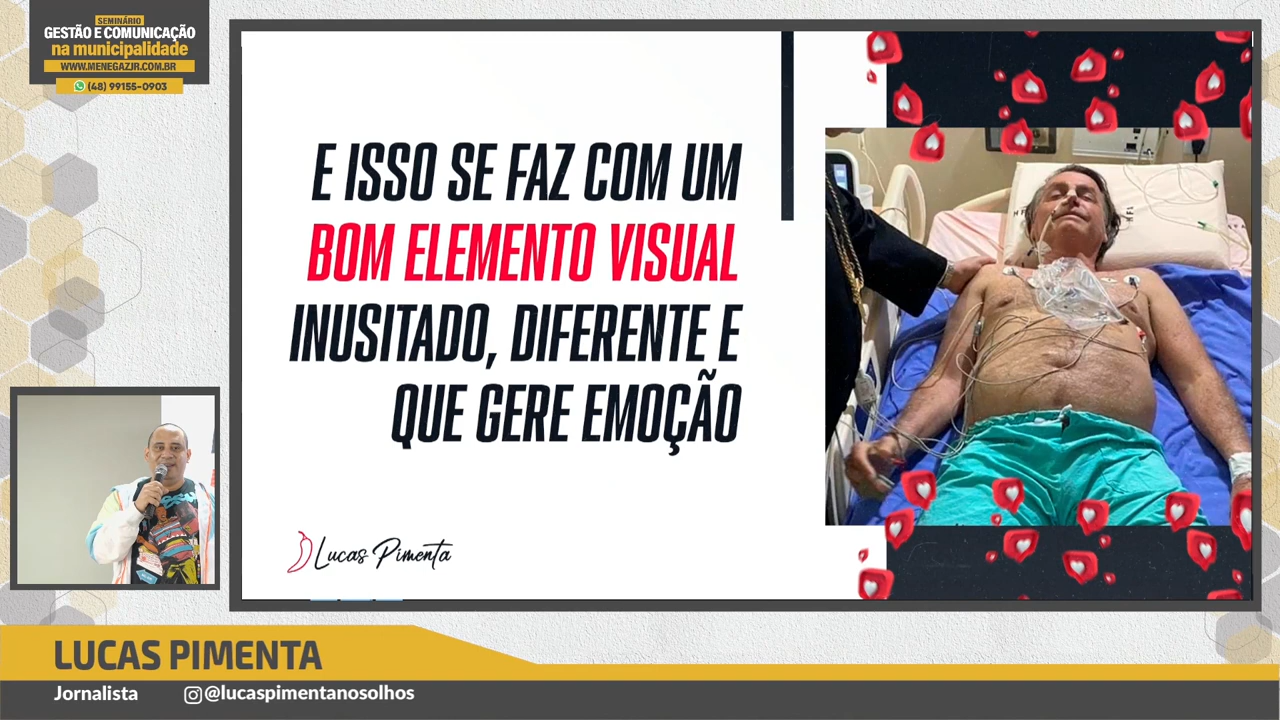 SEMINÁRIO
GESTÃO E COMUNICAÇÃO
na municipalidade
WWW.MENEGAZJR.COM.BR
(48) 99155-0903
E ISSO SE FAZ COM UM
BOM ELEMENTO VISUAL
INUSITADO, DIFERENTE E
QUE GERE EMOÇÃO
Lucas Pimenta
LUCAS PIMENTA
Jornalista
@lucaspimentanosolhos